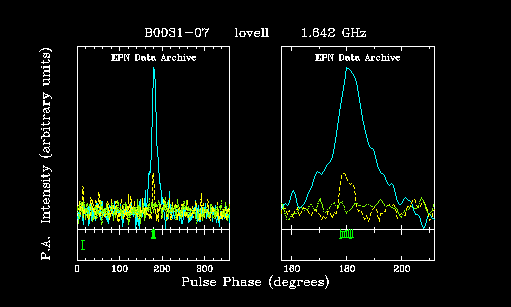 B0031-07 lovell 1.642 GHz
EPN Data Archive EPN Data Archive
P.A. Intensity (arbitrary units)
0 100 200 300 160 180 200
Pulse Phase (degrees)